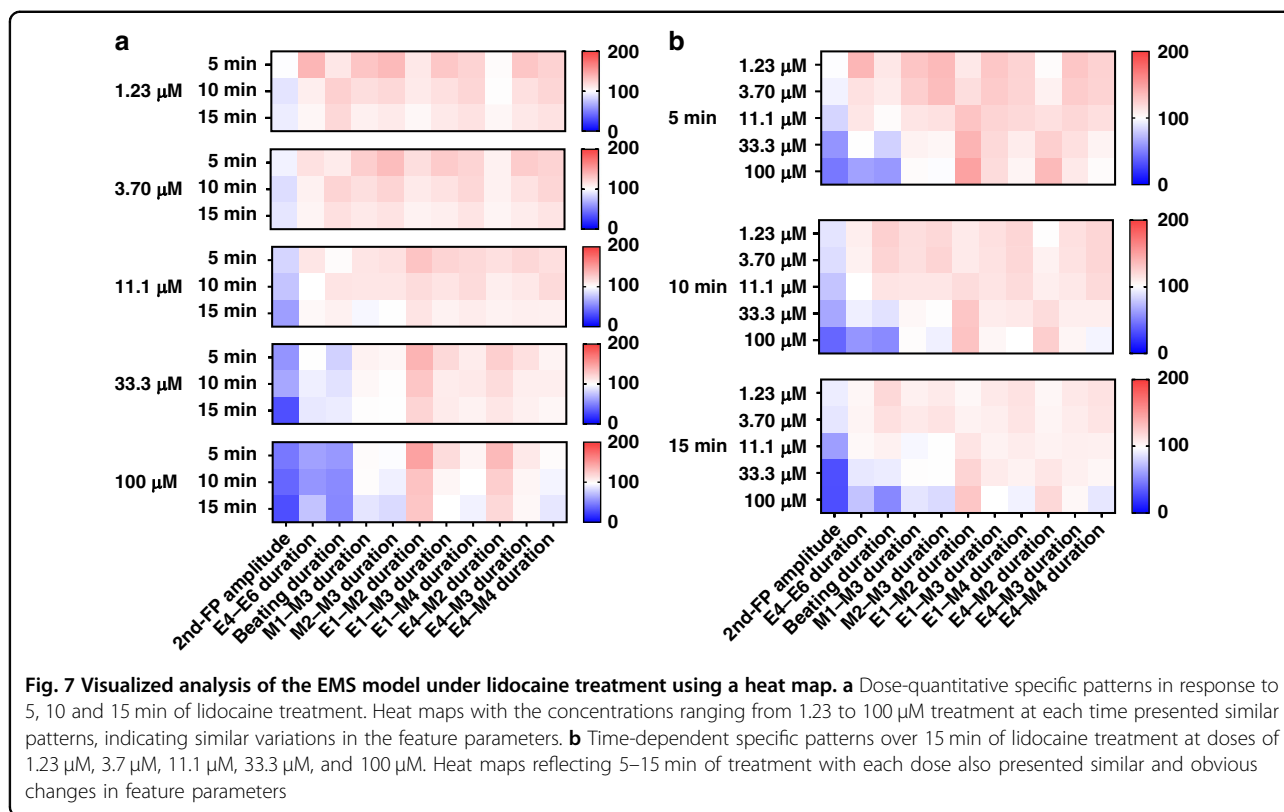 a
b
1.23 µM
5 min
10 min
15 min
200
100
0
3.70 µM
5 min
10 min
15 min
200
100
0
11.1 µM
5 min
10 min
15 min
200
100
0
33.3 µM
5 min
10 min
15 min
200
100
0
100 µM
5 min
10 min
15 min
200
100
0
2nd-FP amplitude
E4–E6 duration
Beating duration
M1–M3 duration
M2–M3 duration
E1–M2 duration
E1–M3 duration
E1–M4 duration
E4–M2 duration
E4–M3 duration
E4–M4 duration
5 min
1.23 µM
3.70 µM
11.1 µM
33.3 µM
100 µM
200
100
0
10 min
1.23 µM
3.70 µM
11.1 µM
33.3 µM
100 µM
200
100
0
15 min
1.23 µM
3.70 µM
11.1 µM
33.3 µM
100 µM
200
100
0
2nd-FP amplitude
E4–E6 duration
Beating duration
M1–M3 duration
M2–M3 duration
E1–M2 duration
E1–M3 duration
E1–M4 duration
E4–M2 duration
E4–M3 duration
E4–M4 duration
Fig. 7 Visualized analysis of the EMS model under lidocaine treatment using a heat map. a Dose-quantitative specific patterns in response to
5, 10 and 15 min of lidocaine treatment. Heat maps with the concentrations ranging from 1.23 to 100 µM treatment at each time presented similar
patterns, indicating similar variations in the feature parameters. b Time-dependent specific patterns over 15 min of lidocaine treatment at doses of
1.23 µM, 3.7 µM, 11.1 µM, 33.3 µM, and 100 µM. Heat maps reflecting 5–15 min of treatment with each dose also presented similar and obvious
changes in feature parameters